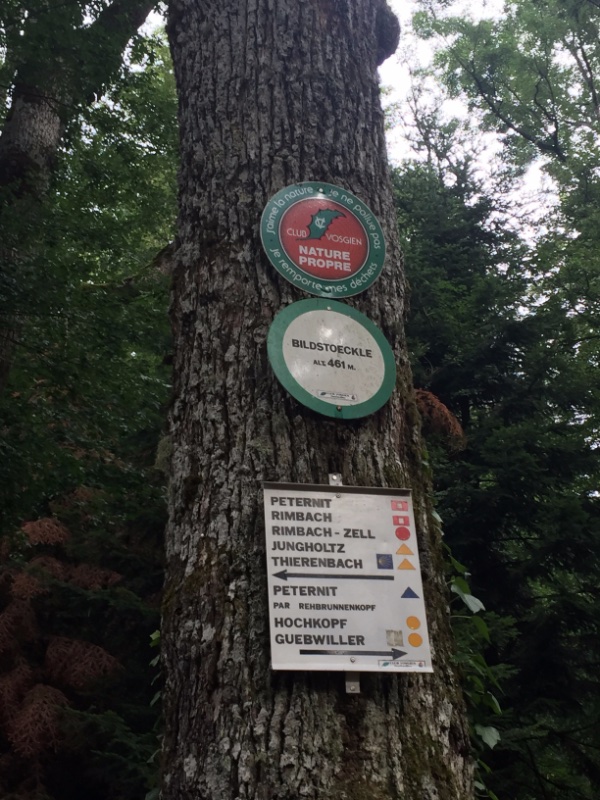 j'aime la nature je ne pollue pas
CLUB VOSGIEN
NATURE
PROPRE
je remporte mes déchets
BILDSTOECKLE
ALT. 461 M.
PETERNIT
RIMBACH
RIMBACH - ZELL
JUNGHOLTZ
THIERENBACH
PETERNIT
PAR REHBRUNNENKOPF
HOCHKOPF
GUEBWILLER